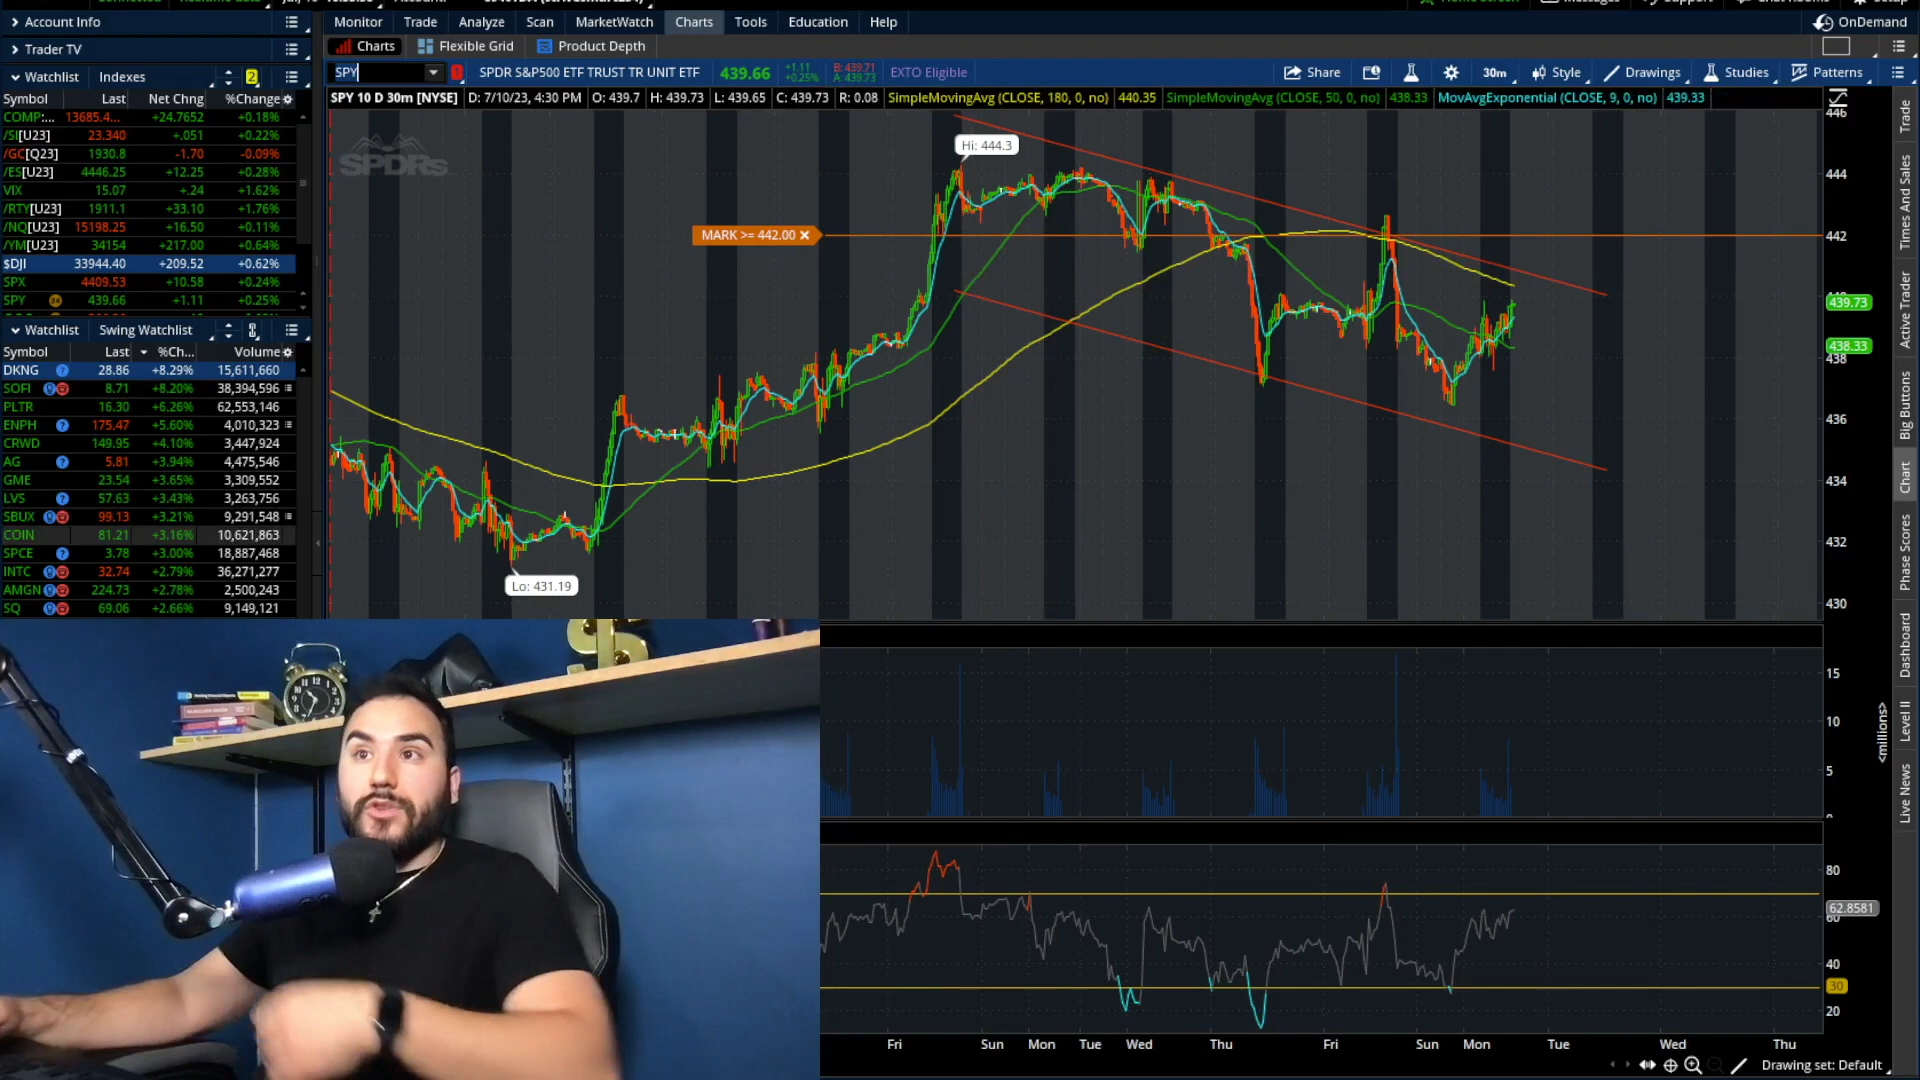 Account Info
Trader TV
Watchlist Indexes 2
Symbol Last Net Chng %Change
COMP:... 13685.4... +24.7652 +0.18%
/SI[U23] 23.340 +.051 +0.22%
/GC[Q23] 1930.8 -1.70 -0.09%
/ES[U23] 4446.25 +12.25 +0.28%
VIX 15.07 +.24 +1.62%
/RTY[U23] 1911.1 +33.10 +1.76%
/NQ[U23] 15198.25 +16.50 +0.11%
/YM[U23] 34154 +217.00 +0.64%
$DJI 33944.40 +209.52 +0.62%
SPX 4409.53 +10.58 +0.24%
SPY 439.66 +1.11 +0.25%
Watchlist Swing Watchlist
Symbol Last %Ch... Volume
DKNG 28.86 +8.29% 15,611,660
SOFI 8.71 +8.20% 38,394,596
PLTR 16.30 +6.26% 62,553,146
ENPH 175.47 +5.60% 4,010,323
CRWD 149.95 +4.10% 3,447,924
AG 5.81 +3.94% 4,475,546
GME 23.54 +3.65% 3,309,552
LVS 57.63 +3.43% 3,263,756
SBUX 99.13 +3.21% 9,291,548
COIN 81.21 +3.16% 10,621,863
SPCE 3.78 +3.00% 18,887,468
INTC 32.74 +2.79% 36,271,277
AMGN 224.73 +2.78% 2,500,243
SQ 69.06 +2.66% 9,149,121
Monitor Trade Analyze Scan MarketWatch Charts Tools Education Help
OnDemand
Charts Flexible Grid Product Depth
SPY SPDR S&P500 ETF TRUST TR UNIT ETF 439.66 +1.11 +0.25% B: 439.71 A: 439.73 EXTO Eligible Share 30m Style Drawings Studies Patterns
SPY 10 D 30m [NYSE] D: 7/10/23, 4:30 PM O: 439.7 H: 439.73 L: 439.65 C: 439.73 R: 0.08 SimpleMovingAvg (CLOSE, 180, 0, no) 440.35 SimpleMovingAvg (CLOSE, 50, 0, no) 438.33 MovAvgExponential (CLOSE, 9, 0, no) 439.33
SPDRs
Hi: 444.3
MARK >= 442.00
Lo: 431.19
446
444
442
439.73
438.33
438
436
434
432
430
15
10
5
<millions>
80
62.8581
60
40
30
20
Fri Sun Mon Tue Wed Thu Fri Sun Mon Tue Wed Thu
Drawing set: Default
Trade
Times And Sales
Active Trader
Big Buttons
Chart
Phase Scores
Dashboard
Level II
Live News